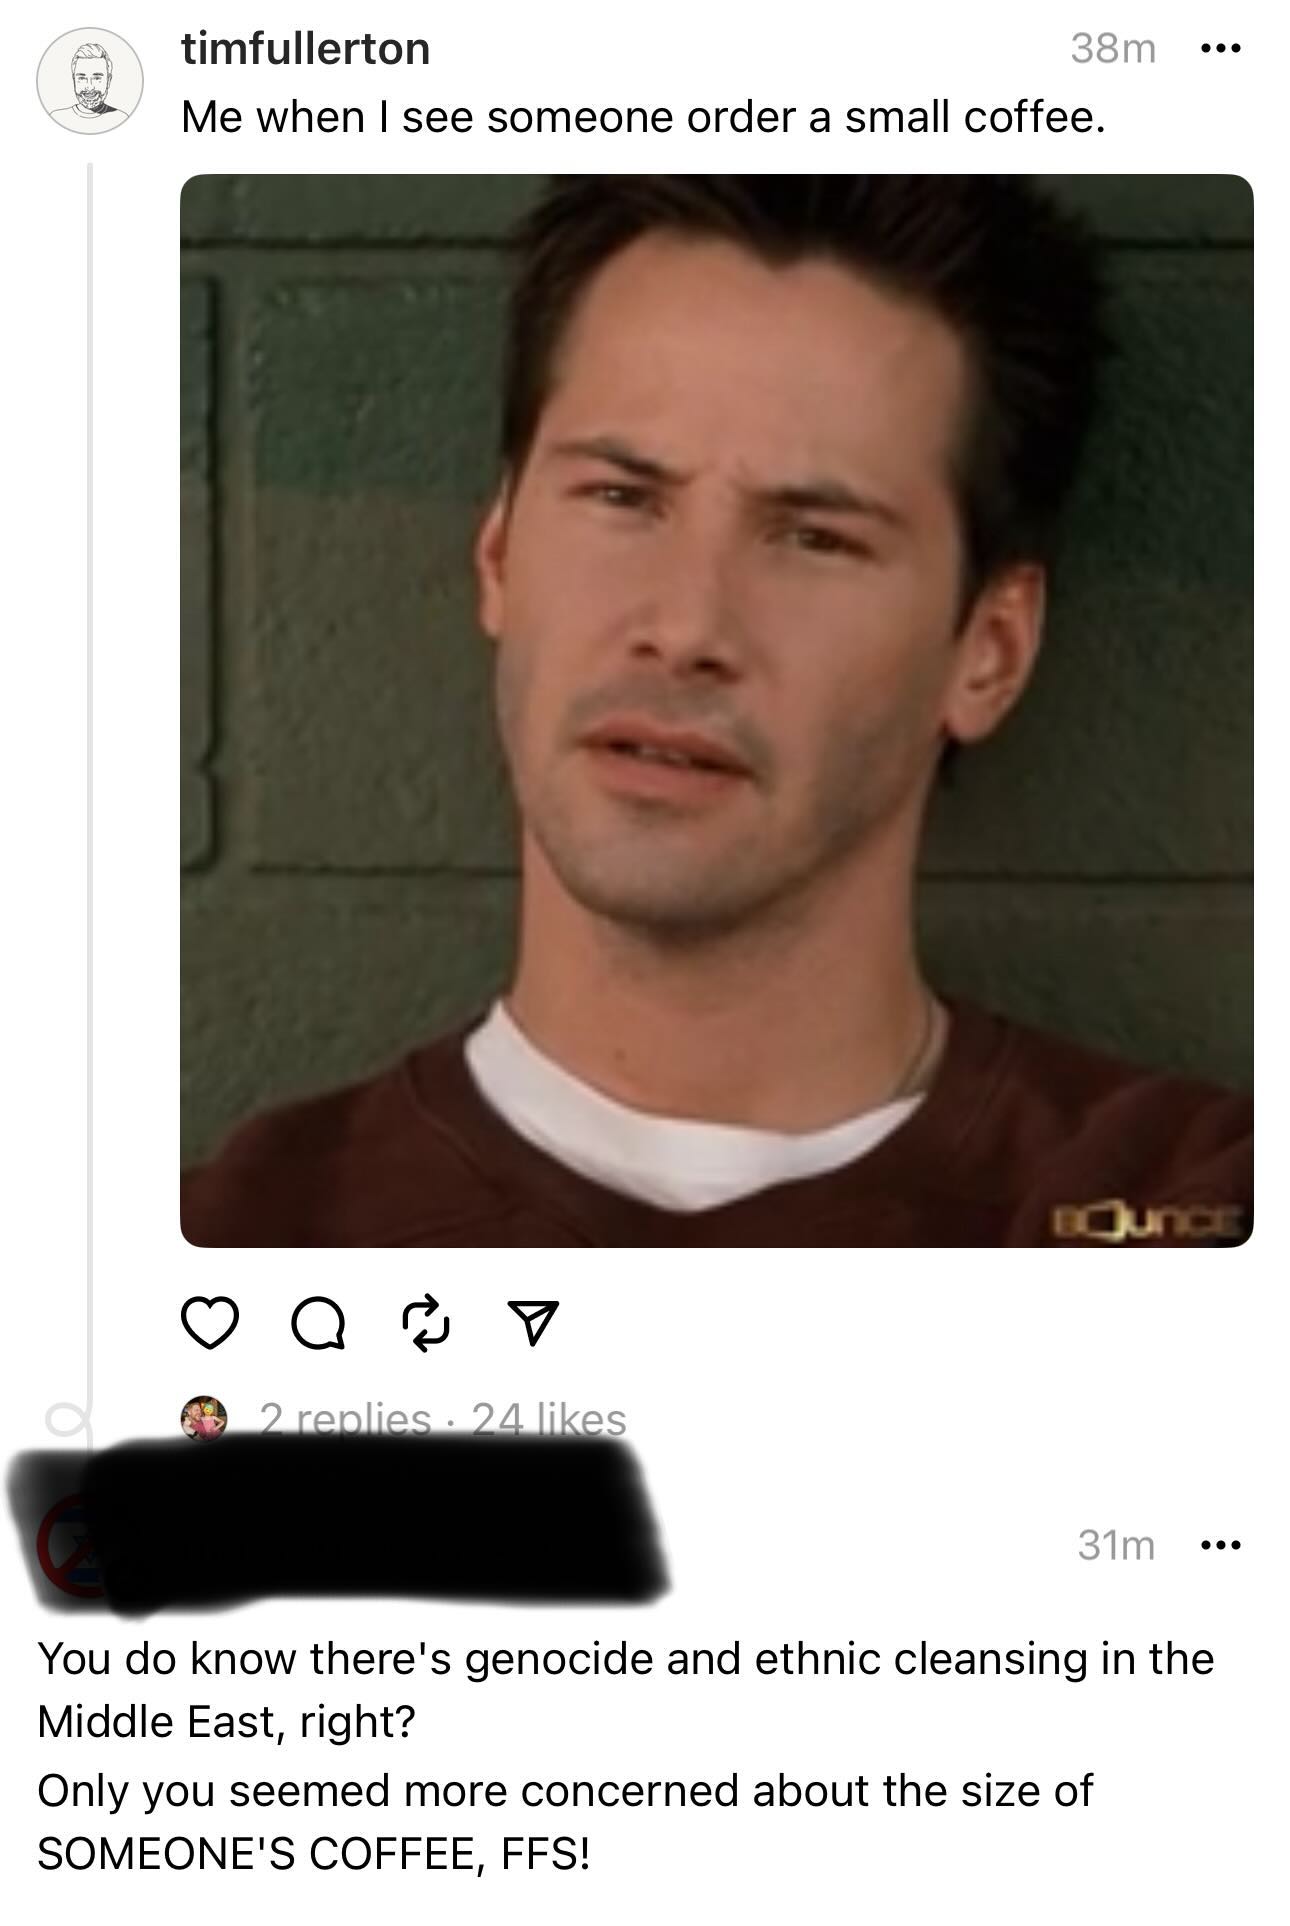 timfullerton
38m
Me when I see someone order a small coffee.
BOUNCE
2 replies · 24 likes
31m
You do know there's genocide and ethnic cleansing in the
Middle East, right?
Only you seemed more concerned about the size of
SOMEONE'S COFFEE, FFS!